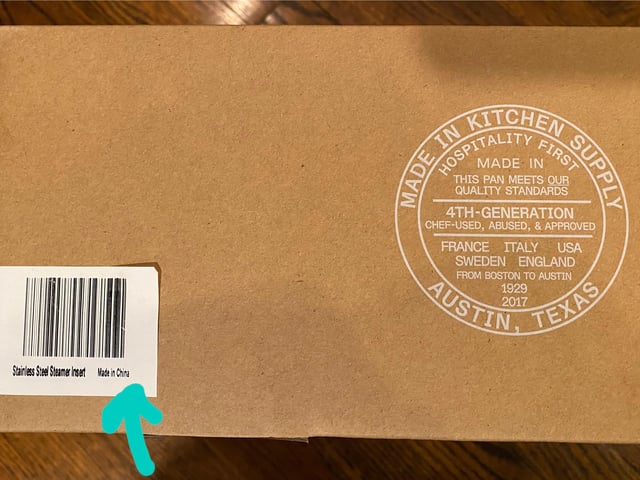 MADE IN KITCHEN SUPPLY
HOSPITALITY FIRST
MADE IN
THIS PAN MEETS OUR
QUALITY STANDARDS
4TH-GENERATION
CHEF-USED, ABUSED, & APPROVED
FRANCE ITALY USA
SWEDEN ENGLAND
FROM BOSTON TO AUSTIN
1929
2017
AUSTIN, TEXAS
Stainless Steel Steamer Insert Made in China